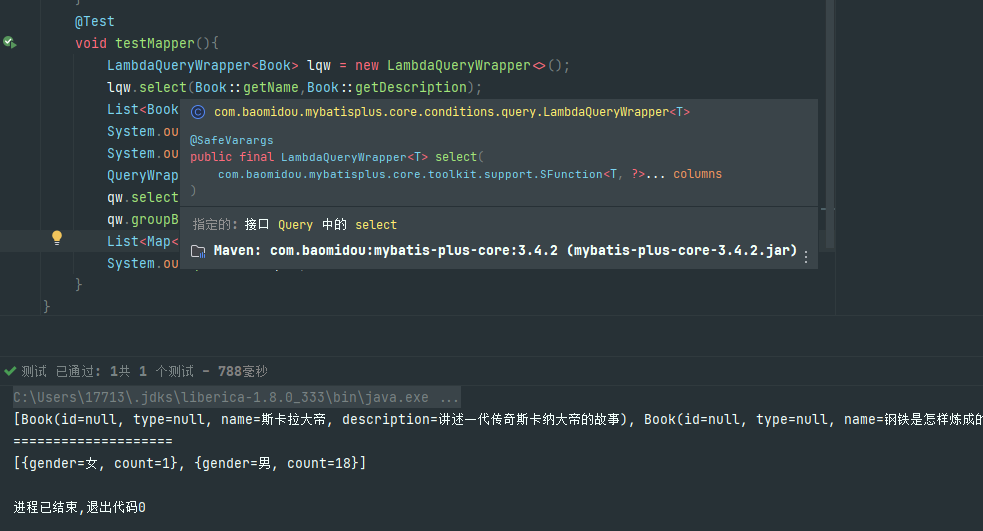 }
@Test
void testMapper(){
LambdaQueryWrapper<Book> lqw = new LambdaQueryWrapper<>();
lqw.select(Book::getName,Book::getDescription);
List<Book
com.baomidou.mybatisplus.core.conditions.query.LambdaQueryWrapper<T>
System.ou
@SafeVarargs
System.ou
public final LambdaQueryWrapper<T> select(
QueryWrap
com.baomidou.mybatisplus.core.toolkit.support.SFunction<T, ?>... columns
qw.select
)
qw.groupB
指定的: 接口 Query 中的 select
List<Map<
Maven: com.baomidou:mybatis-plus-core:3.4.2 (mybatis-plus-core-3.4.2.jar)
System.ou
}
}
测试 已通过: 1共 1 个测试 – 788毫秒
C:\Users\17713\.jdks\liberica-1.8.0_333\bin\java.exe ...
[Book(id=null, type=null, name=斯卡拉大帝, description=讲述一代传奇斯卡纳大帝的故事), Book(id=null, type=null, name=钢铁是怎样炼成的
====================
[{gender=女, count=1}, {gender=男, count=18}]
进程已结束,退出代码0